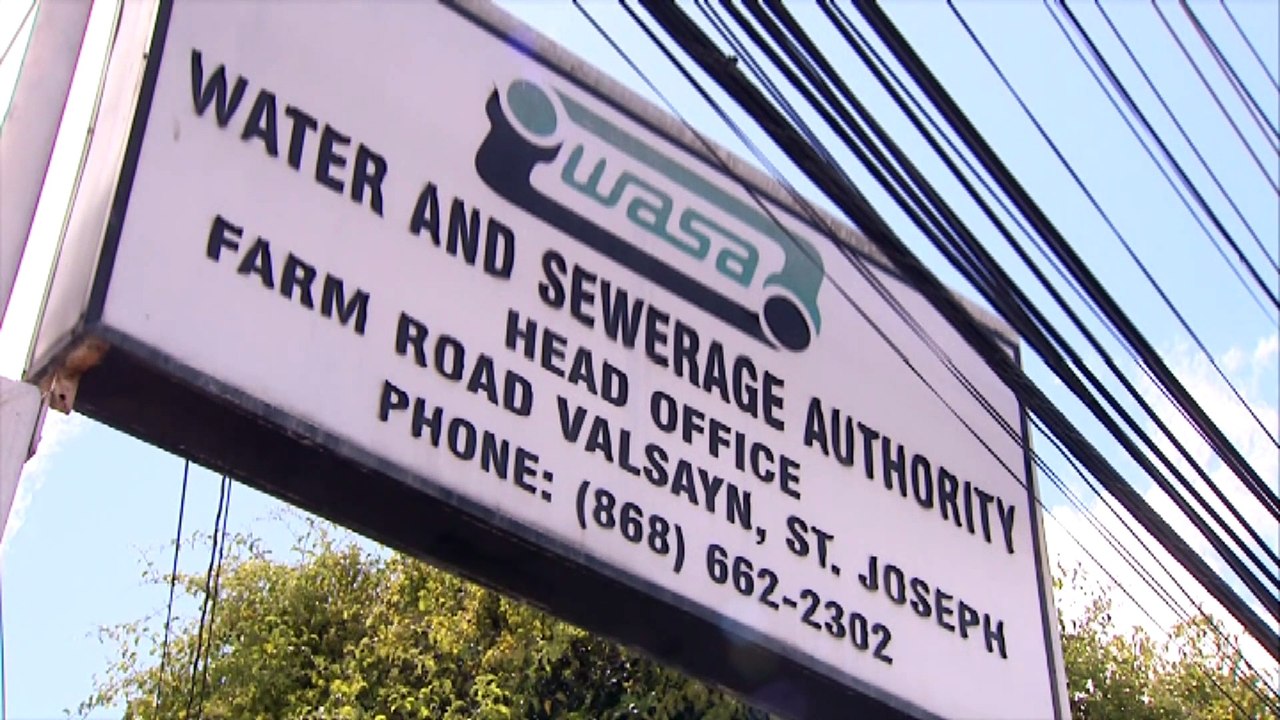 wasa
WATER AND SEWERAGE AUTHORITY
HEAD OFFICE
FARM ROAD VALSAYN, ST. JOSEPH
PHONE: (868) 662-2302